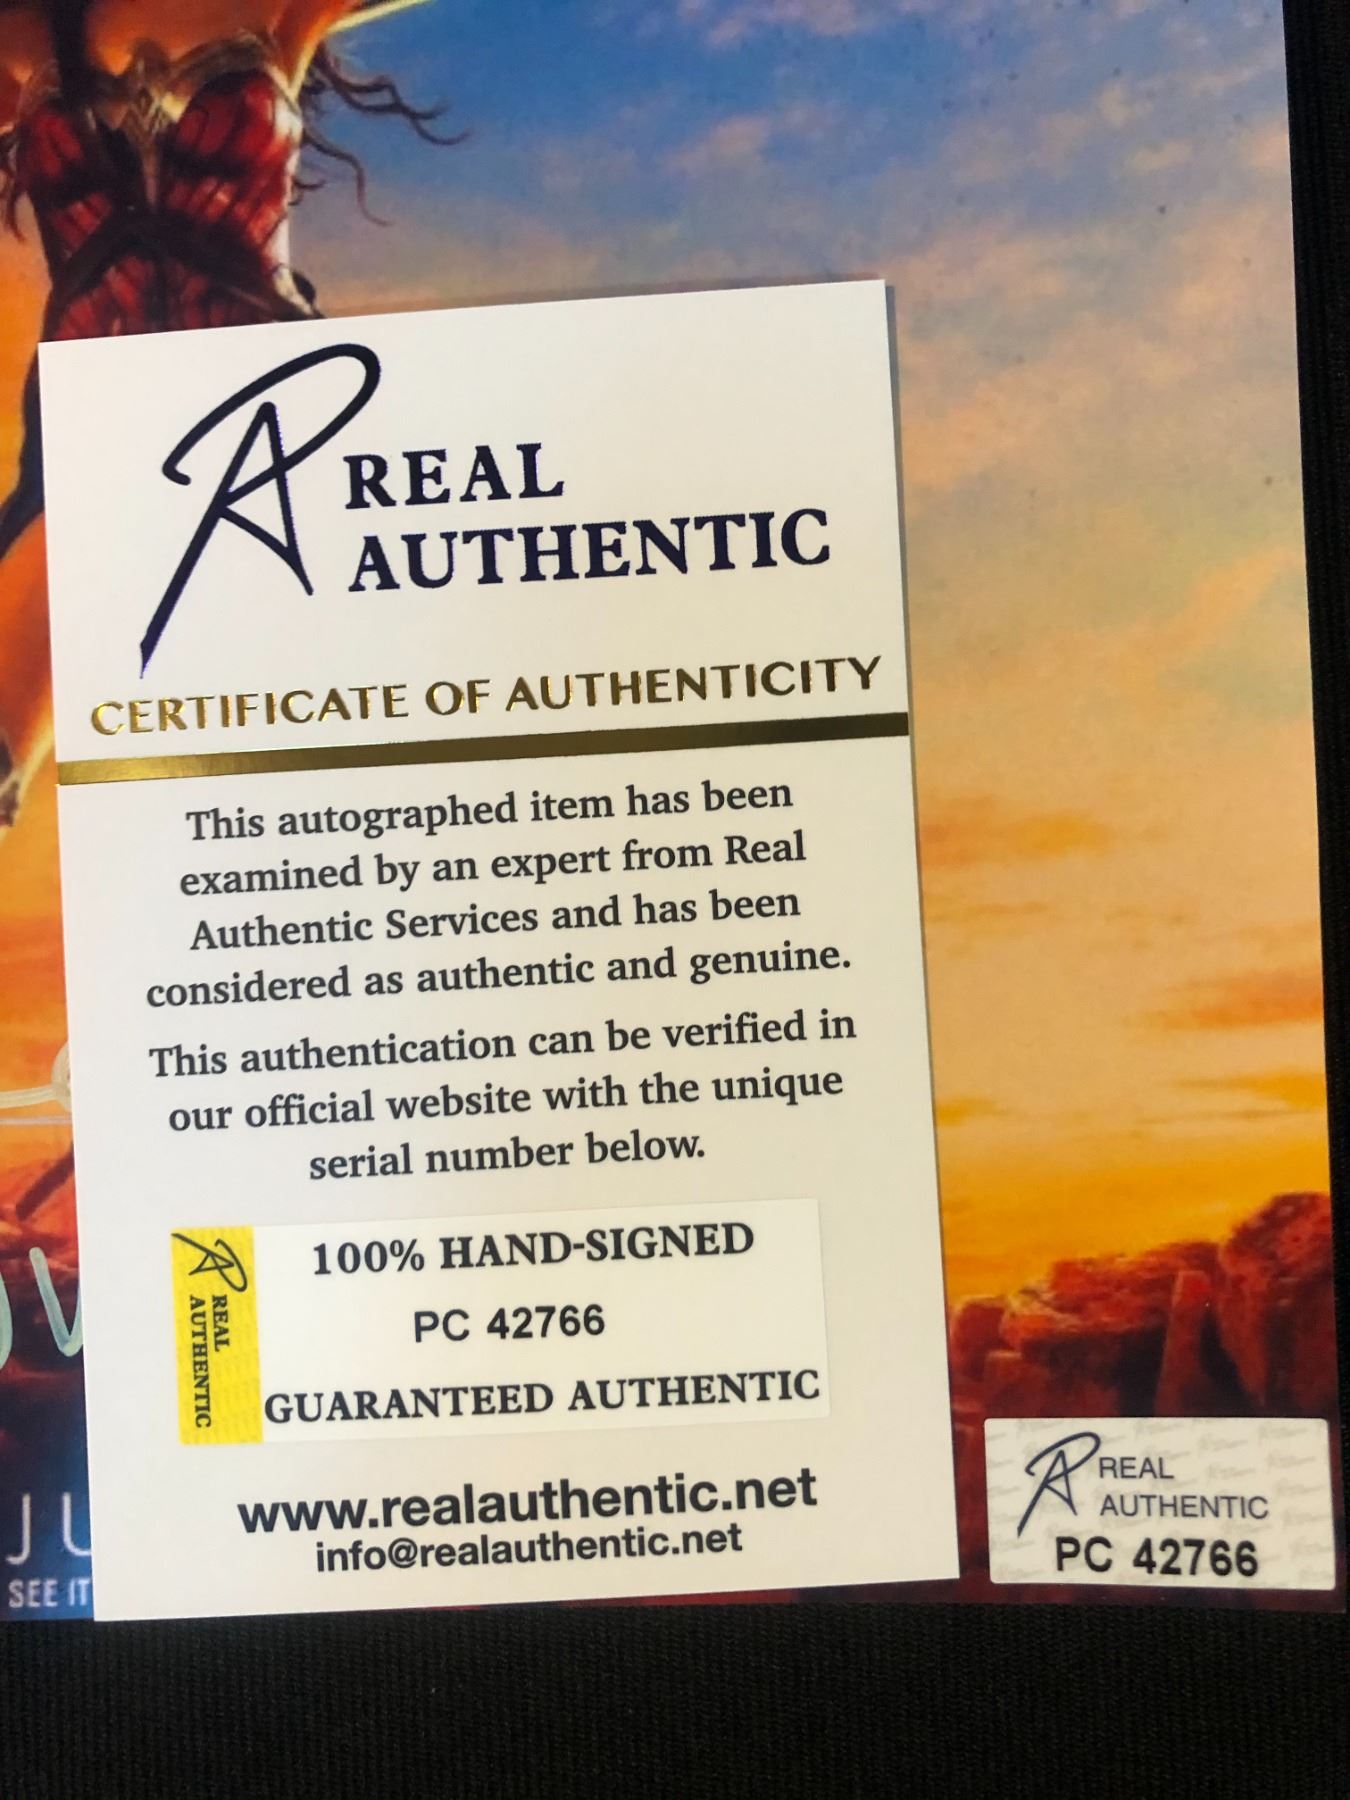 REAL
AUTHENTIC
CERTIFICATE OF AUTHENTICITY
This autographed item has been
examined by an expert from Real
Authentic Services and has been
considered as authentic and genuine.
This authentication can be verified in
our official website with the unique
serial number below.
REAL
AUTHENTIC
100% HAND-SIGNED
PC 42766
GUARANTEED AUTHENTIC
www.realauthentic.net
info@realauthentic.net
JU
SEE IT
REAL
AUTHENTIC
PC 42766